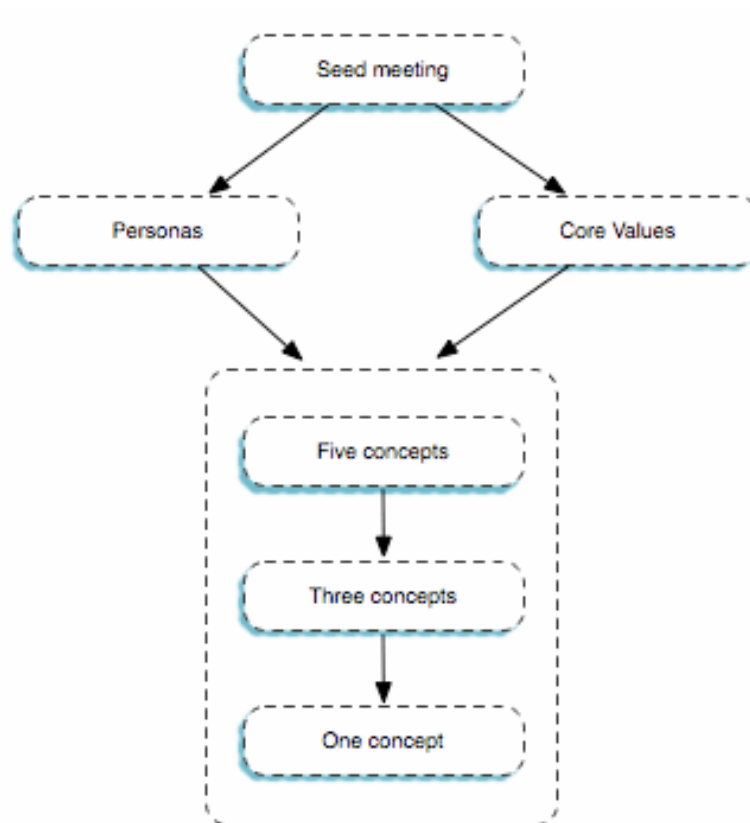 Seed meeting
Personas
Core Values
Five concepts
Three concepts
One concept